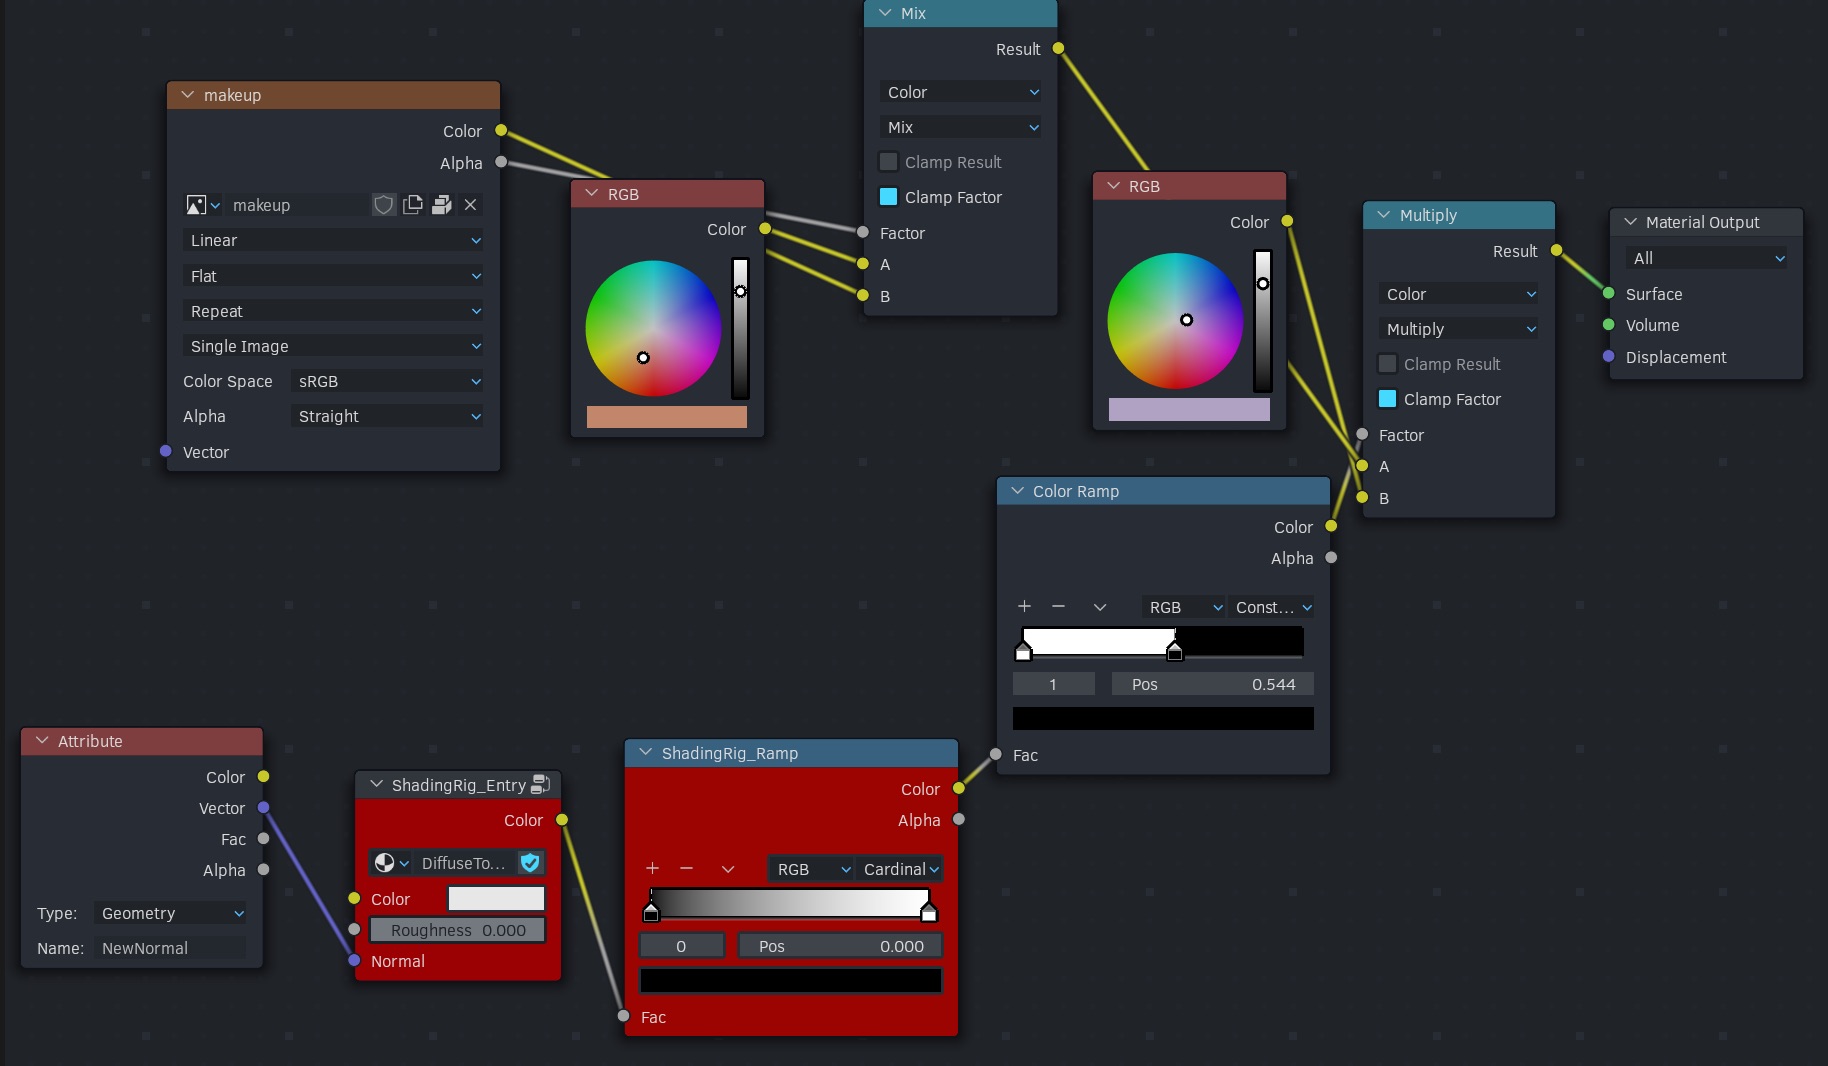 Mix
Result
Color
Mix
Clamp Result
Clamp Factor
Factor
A
B
makeup
Color
Alpha
makeup
Linear
Flat
Repeat
Single Image
Color Space sRGB
Alpha Straight
Vector
RGB
Color
RGB
Color
Multiply
Result
Color
Multiply
Clamp Result
Clamp Factor
Factor
A
B
Material Output
All
Surface
Volume
Displacement
Color Ramp
Color
Alpha
RGB Const...
1 Pos 0.544
Fac
Attribute
Color
Vector
Fac
Alpha
Type: Geometry
Name: NewNormal
ShadingRig_Entry
Color
DiffuseTo...
Color
Roughness 0.000
Normal
ShadingRig_Ramp
Color
Alpha
RGB Cardinal
0 Pos 0.000
Fac